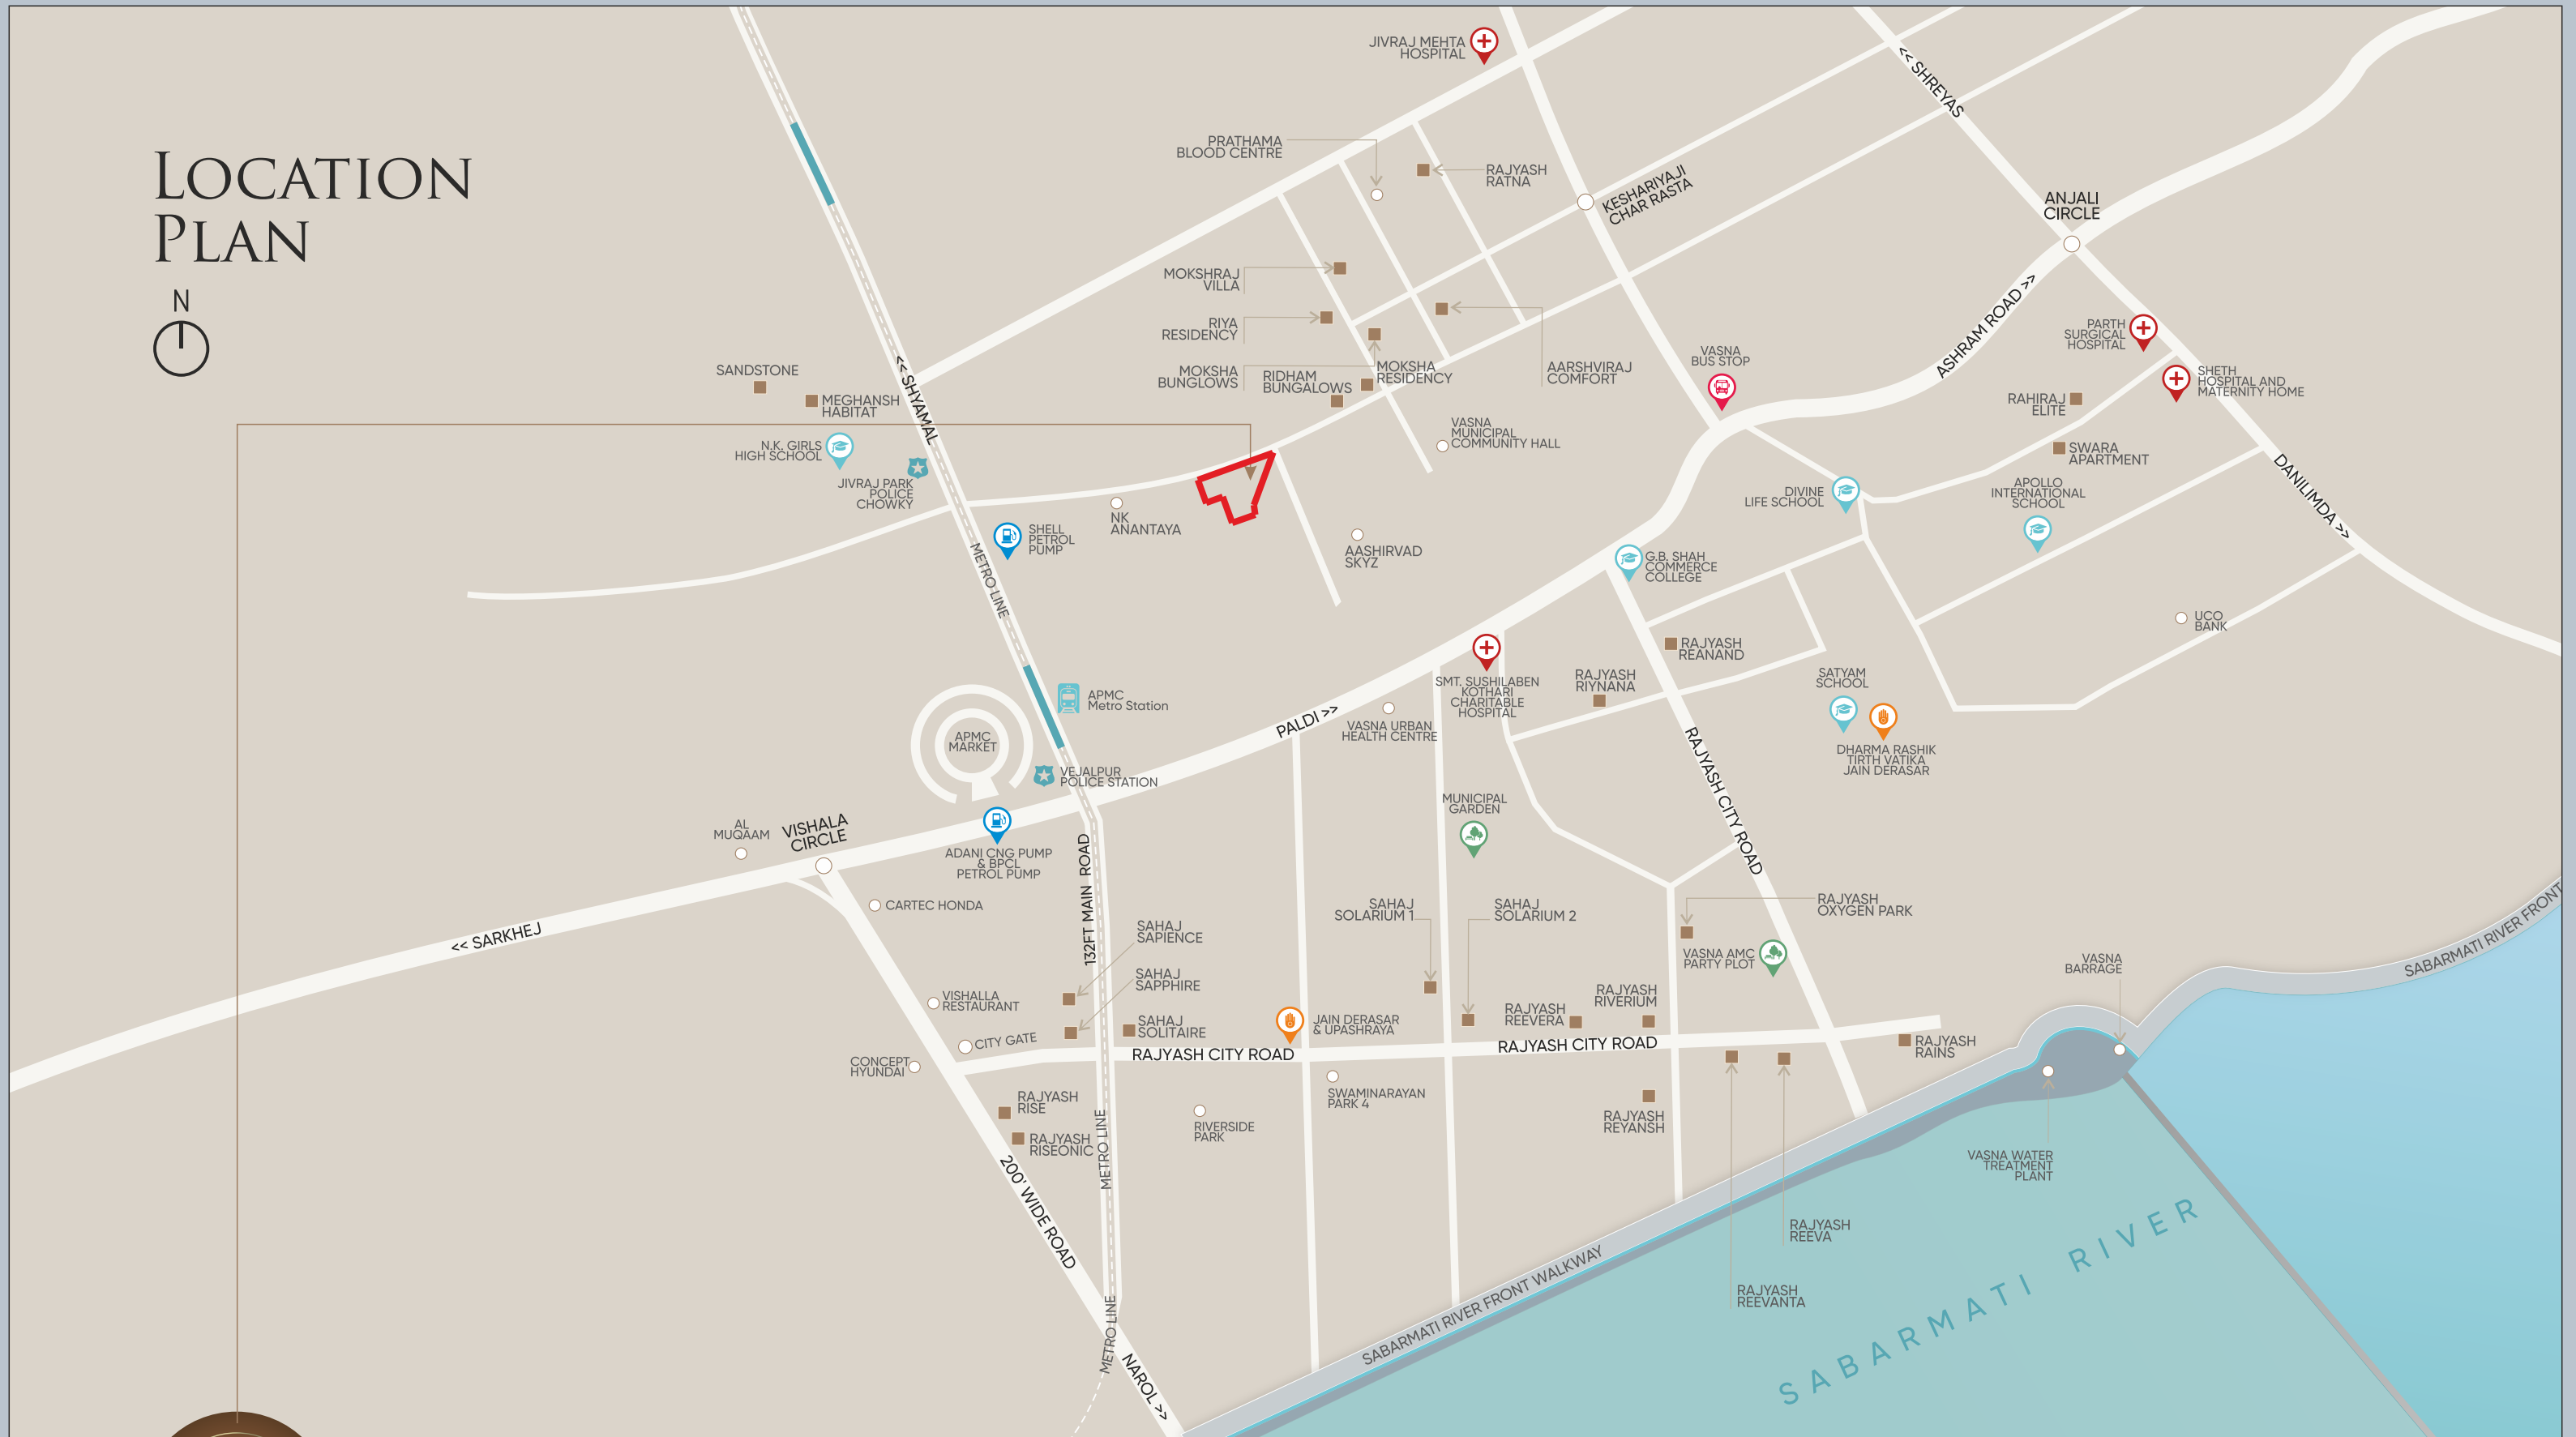 LOCATION
PLAN
N
JIVRAJ MEHTA
HOSPITAL
<< SHREYAS
PRATHAMA
BLOOD CENTRE
RAJYASH
RATNA
KESHARIYAJI
CHAR RASTA
ANJALI
CIRCLE
MOKSHRAJ
VILLA
RIYA
RESIDENCY
MOKSHA
BUNGLOWS
RIDHAM
BUNGALOWS
MOKSHA
RESIDENCY
AARSHVIRAJ
COMFORT
VASNA
BUS STOP
ASHRAM ROAD >>
PARTH
SURGICAL
HOSPITAL
SHETH
HOSPITAL AND
MATERNITY HOME
RAHIRAJ
ELITE
SWARA
APARTMENT
<< SHYAMAL
SANDSTONE
MEGHANSH
HABITAT
N.K. GIRLS
HIGH SCHOOL
JIVRAJ PARK
POLICE
CHOWKY
VASNA
MUNICIPAL
COMMUNITY HALL
DIVINE
LIFE SCHOOL
APOLLO
INTERNATIONAL
SCHOOL
DANILIMDA >>
SHELL
PETROL
PUMP
NK
ANANTAYA
AASHIRVAD
SKYZ
G.B. SHAH
COMMERCE
COLLEGE
METRO LINE
UCO
BANK
RAJYASH
REANAND
SMT. SUSHILABEN
KOTHARI
CHARITABLE
HOSPITAL
RAJYASH
RIYNANA
SATYAM
SCHOOL
DHARMA RASHIK
TIRTH VATIKA
JAIN DERASAR
APMC
Metro Station
APMC
MARKET
PALDI >>
VASNA URBAN
HEALTH CENTRE
RAJYASH CITY ROAD
VEJALPUR
POLICE STATION
MUNICIPAL
GARDEN
AL
MUQAAM
VISHALA
CIRCLE
ADANI CNG PUMP
& BPCL
PETROL PUMP
132FT MAIN ROAD
CARTEC HONDA
<< SARKHEJ
SAHAJ
SAPIENCE
SAHAJ
SAPPHIRE
SAHAJ
SOLARIUM 1
SAHAJ
SOLARIUM 2
RAJYASH
OXYGEN PARK
VASNA AMC
PARTY PLOT
VASNA
BARRAGE
SABARMATI RIVER FRONT
VISHALLA
RESTAURANT
SAHAJ
SOLITAIRE
JAIN DERASAR
& UPASHRAYA
RAJYASH
REEVERA
RAJYASH
RIVERIUM
CITY GATE
RAJYASH CITY ROAD
RAJYASH CITY ROAD
RAJYASH
RAINS
CONCEPT
HYUNDAI
SWAMINARAYAN
PARK 4
RAJYASH
RISE
RAJYASH
RISEONIC
METRO LINE
RIVERSIDE
PARK
RAJYASH
REYANSH
VASNA WATER
TREATMENT
PLANT
200' WIDE ROAD
RAJYASH
REEVA
RAJYASH
REEVANTA
SABARMATI RIVER FRONT WALKWAY
SABARMATI RIVER
METRO LINE
NAROL >>